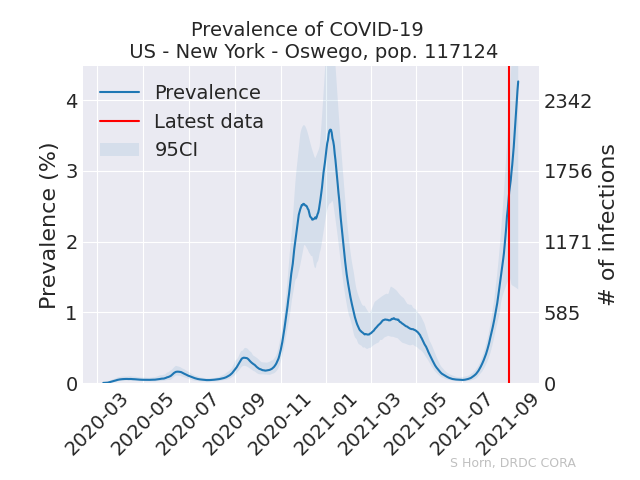 Prevalence of COVID-19
US - New York - Oswego, pop. 117124
Prevalence
Latest data
95CI
Prevalence (%)
4
3
2
1
0
2342
1756
1171
585
0
# of infections
2020-03
2020-05
2020-07
2020-09
2020-11
2021-01
2021-03
2021-05
2021-07
2021-09
S Horn, DRDC CORA